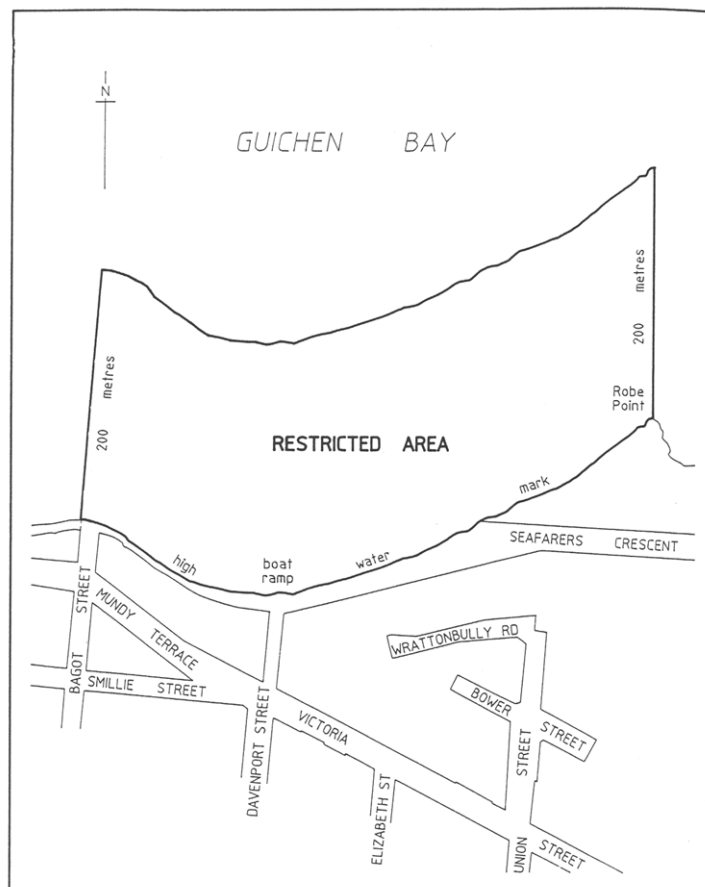 N
GUICHEN BAY
200 metres
200 metres
Robe
Point
RESTRICTED AREA
mark
water
high
boat
ramp
SEAFARERS CRESCENT
BAGOT STREET
MUNDY TERRACE
SMILLIE STREET
WRATTONBULLY RD
BOWER STREET
DAVENPORT STREET
VICTORIA STREET
ELIZABETH ST
UNION STREET